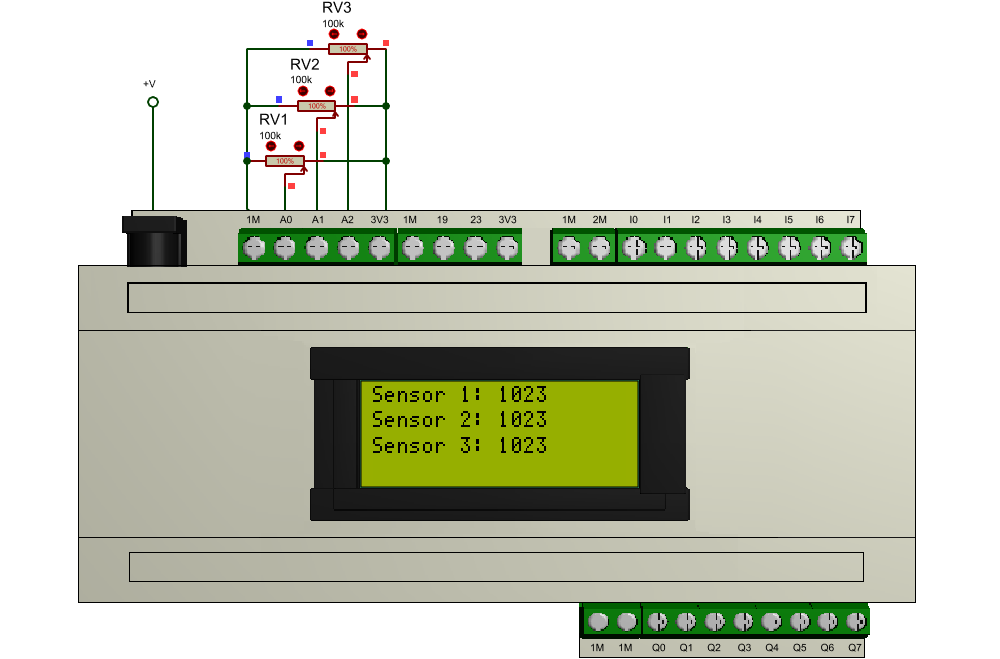 RV3
100k
100%
RV2
100k
100%
+V
RV1
100k
100%
1M A0 A1 A2 3V3 1M 19 23 3V3 1M 2M I0 I1 I2 I3 I4 I5 I6 I7
Sensor 1: 1023
Sensor 2: 1023
Sensor 3: 1023
1M 1M Q0 Q1 Q2 Q3 Q4 Q5 Q6 Q7